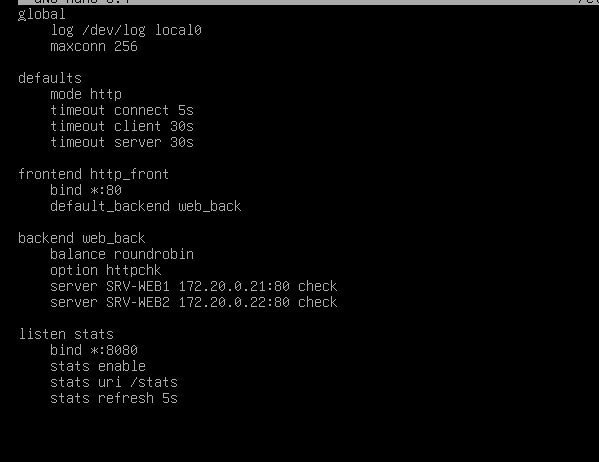 global
    log /dev/log local0
    maxconn 256

defaults
    mode http
    timeout connect 5s
    timeout client 30s
    timeout server 30s

frontend http_front
    bind *:80
    default_backend web_back

backend web_back
    balance roundrobin
    option httpchk
    server SRV-WEB1 172.20.0.21:80 check
    server SRV-WEB2 172.20.0.22:80 check

listen stats
    bind *:8080
    stats enable
    stats uri /stats
    stats refresh 5s